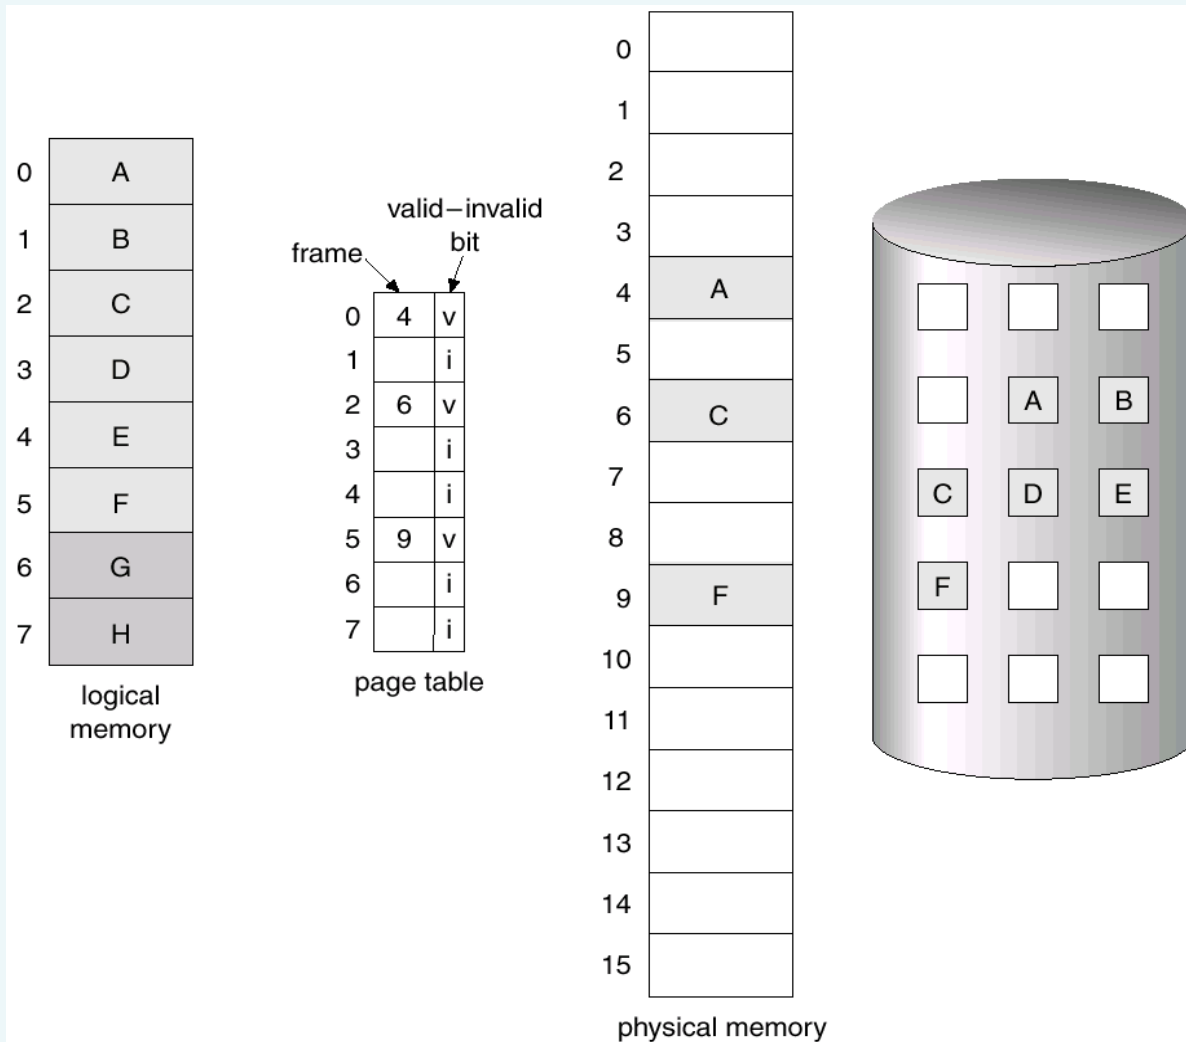 0 A
1 B
2 C
3 D
4 E
5 F
6 G
7 H
logical
memory
valid–invalid
bit
frame
0 4 v
1 i
2 6 v
3 i
4 i
5 9 v
6 i
7 i
page table
0
1
2
3
4 A
5
6 C
7
8
9 F
10
11
12
13
14
15
physical memory
A B
C D E
F